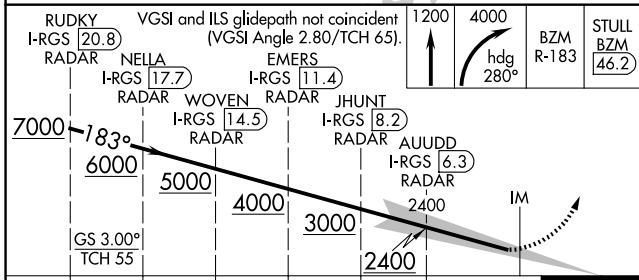 RUDKY
I-RGS 20.8
RADAR
VGSI and ILS glidepath not coincident
(VGSI Angle 2.80/TCH 65).
NELLA
I-RGS 17.7
RADAR
WOVEN
I-RGS 14.5
RADAR
EMERS
I-RGS 11.4
RADAR
JHUNT
I-RGS 8.2
RADAR
AUUDD
I-RGS 6.3
RADAR
1200
4000
hdg
280°
BZM
R-183
STULL
BZM
46.2
7000
183°
6000
5000
4000
3000
2400
2400
IM
GS 3.00°
TCH 55